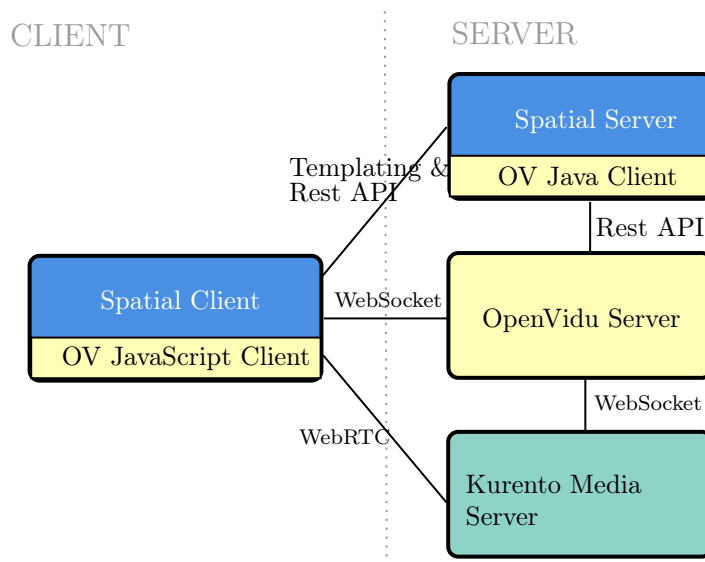 CLIENT
SERVER
Spatial Server
Templating &
Rest API
OV Java Client
Rest API
Spatial Client
WebSocket
OpenVidu Server
OV JavaScript Client
WebSocket
WebRTC
Kurento Media
Server